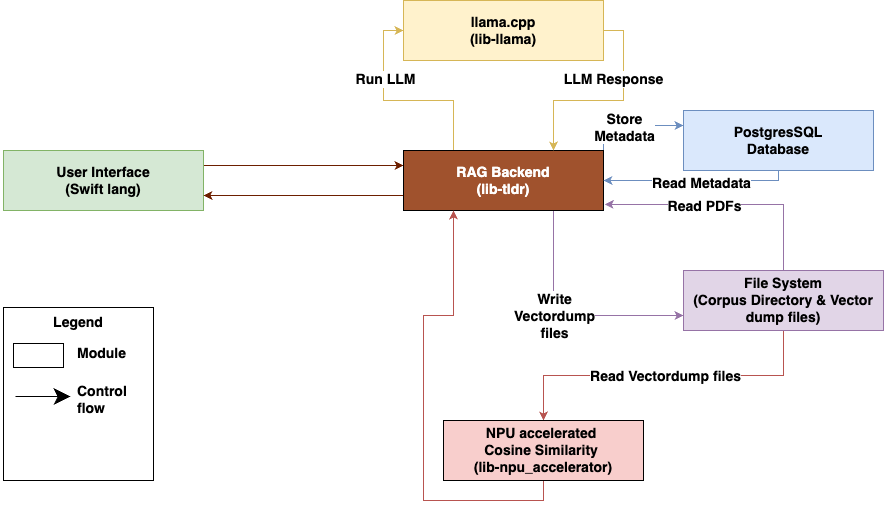 llama.cpp
(lib-llama)
Run LLM
LLM Response
Store
Metadata
PostgresSQL
Database
User Interface
(Swift lang)
RAG Backend
(lib-tldr)
Read Metadata
Read PDFs
File System
(Corpus Directory & Vector
dump files)
Write
Vectordump
files
Legend
Module
Control
flow
Read Vectordump files
NPU accelerated
Cosine Similarity
(lib-npu_accelerator)